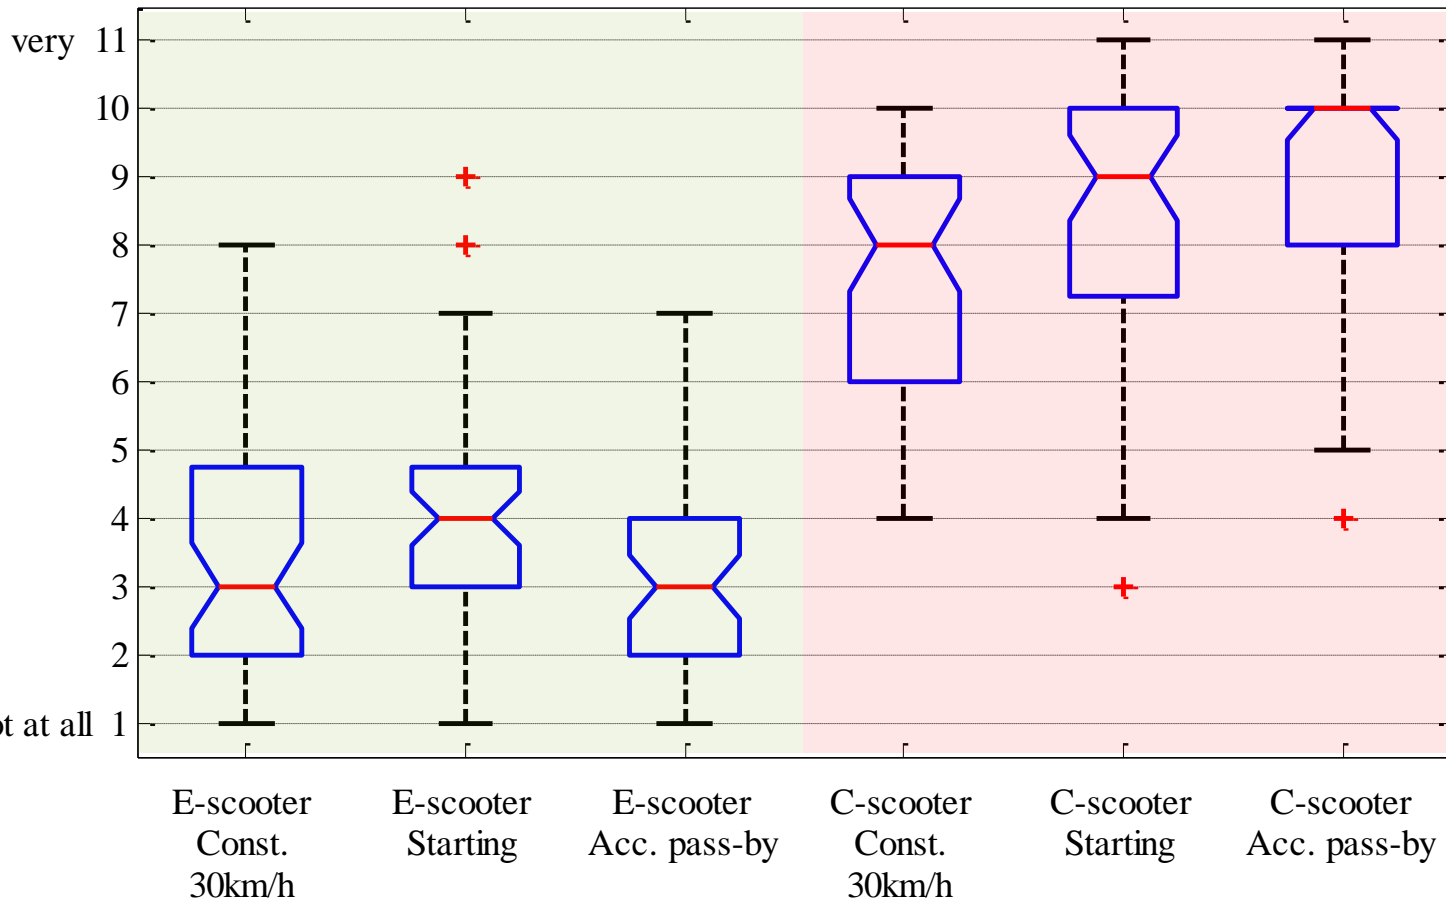 very 11
10
9
8
7
6
5
4
3
2
at all 1
E-scooter E-scooter E-scooter C-scooter C-scooter C-scooter
Const. Starting Acc. pass-by Const. Starting Acc. pass-by
30km/h 30km/h